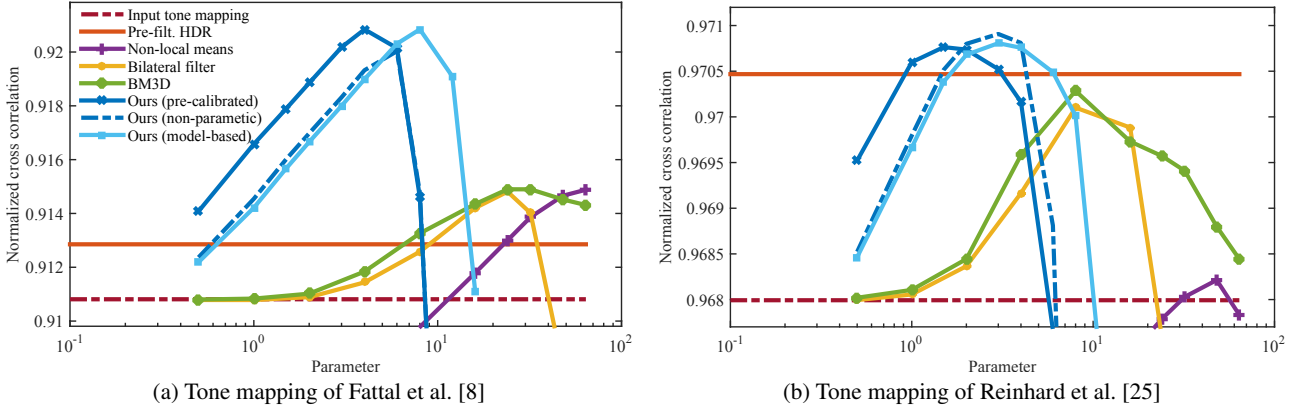 Input tone mapping
Pre-filt. HDR
Non-local means
Bilateral filter
BM3D
Ours (pre-calibrated)
Ours (non-parametic)
Ours (model-based)
Normalized cross correlation
0.92
0.918
0.916
0.914
0.912
0.91
10^-1
10^0
10^1
10^2
Parameter
(a) Tone mapping of Fattal et al. [8]
Normalized cross correlation
0.971
0.9705
0.97
0.9695
0.969
0.9685
0.968
10^-1
10^0
10^1
10^2
Parameter
(b) Tone mapping of Reinhard et al. [25]